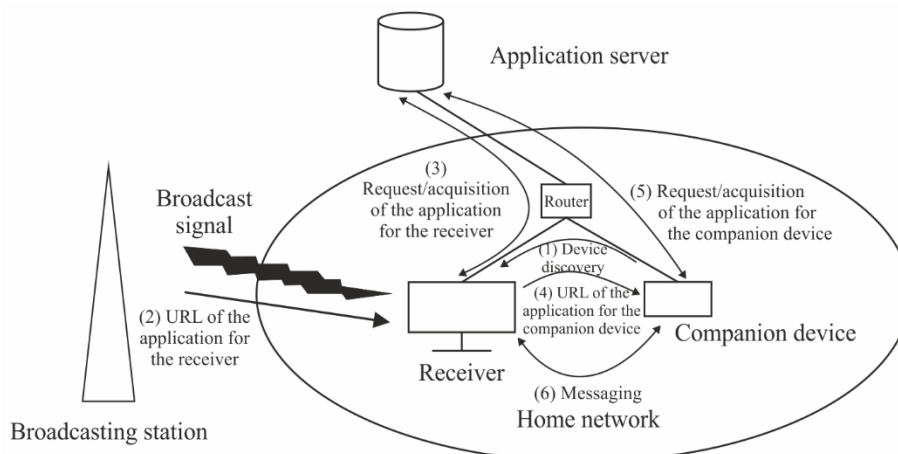 Application server
(3)
Request/acquisition
of the application
for the receiver
Router
(5) Request/acquisition
of the application for
the companion device
Broadcast
signal
(1) Device
discovery
(2) URL of the
application for
the receiver
(4) URL of the
application for the
companion device
Companion device
Receiver
(6) Messaging
Home network
Broadcasting station